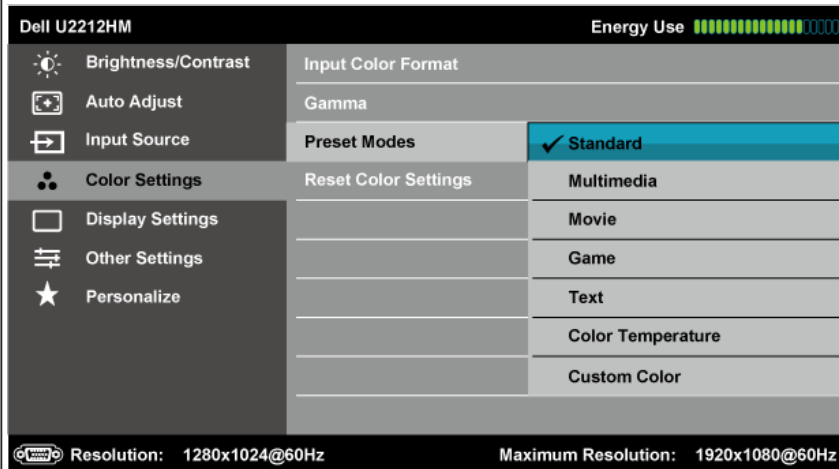 Dell U2212HM Energy Use
Brightness/Contrast Input Color Format
Auto Adjust Gamma
Input Source Preset Modes Standard
Color Settings Reset Color Settings Multimedia
Display Settings Movie
Other Settings Game
Personalize Text
Color Temperature
Custom Color
Resolution: 1280x1024@60Hz Maximum Resolution: 1920x1080@60Hz